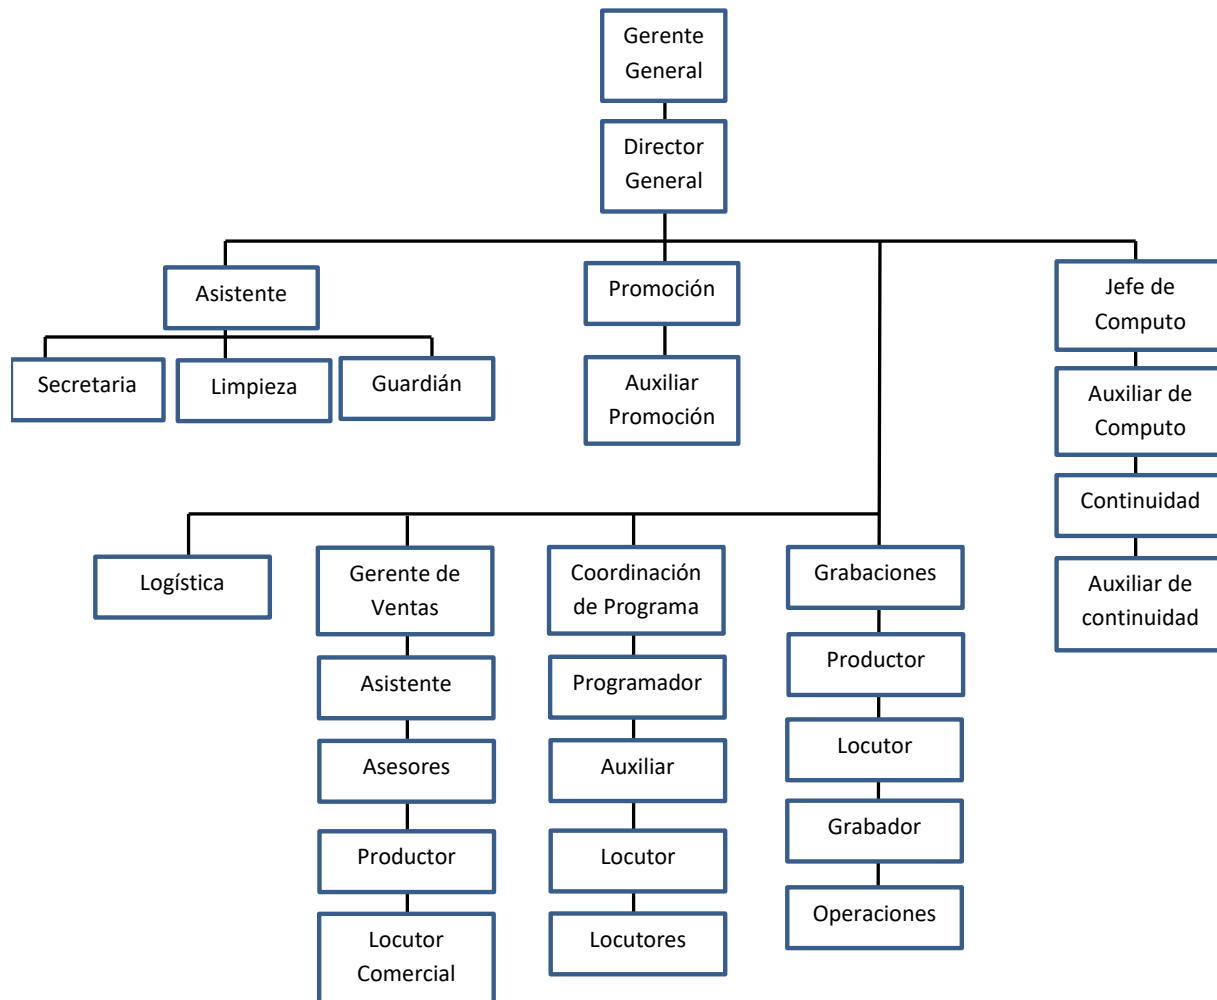 Gerente
General
Director
General
Asistente
Promoción
Jefe de
Computo
Secretaria
Limpieza
Guardián
Auxiliar
Promoción
Auxiliar de
Computo
Continuidad
Auxiliar de
continuidad
Logística
Gerente de
Ventas
Coordinación
de Programa
Grabaciones
Asistente
Programador
Productor
Asesores
Auxiliar
Locutor
Productor
Locutor
Grabador
Locutor
Comercial
Locutores
Operaciones